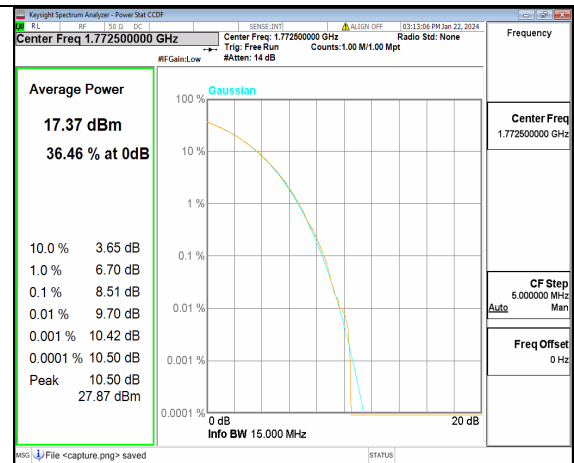 Keysight Spectrum Analyzer - Power Stat CCDF
RL RF 50 Ω DC SENSE:INT ALIGN OFF 03:13:06 PM Jan 22, 2024
Center Freq 1.772500000 GHz
Center Freq: 1.772500000 GHz Radio Std: None
Trig: Free Run Counts:1.00 M/1.00 Mpt
#IFGain:Low #Atten: 14 dB
Frequency
Average Power
17.37 dBm
36.46 % at 0dB
10.0 % 3.65 dB
1.0 % 6.70 dB
0.1 % 8.51 dB
0.01 % 9.70 dB
0.001 % 10.42 dB
0.0001 % 10.50 dB
Peak 10.50 dB
27.87 dBm
Gaussian
100 %
10 %
1 %
0.1 %
0.01 %
0.001 %
0.0001 %
0 dB 20 dB
Info BW 15.000 MHz
Center Freq
1.772500000 GHz
CF Step
5.000000 MHz
Auto Man
Freq Offset
0 Hz
MSG File <capture.png> saved STATUS